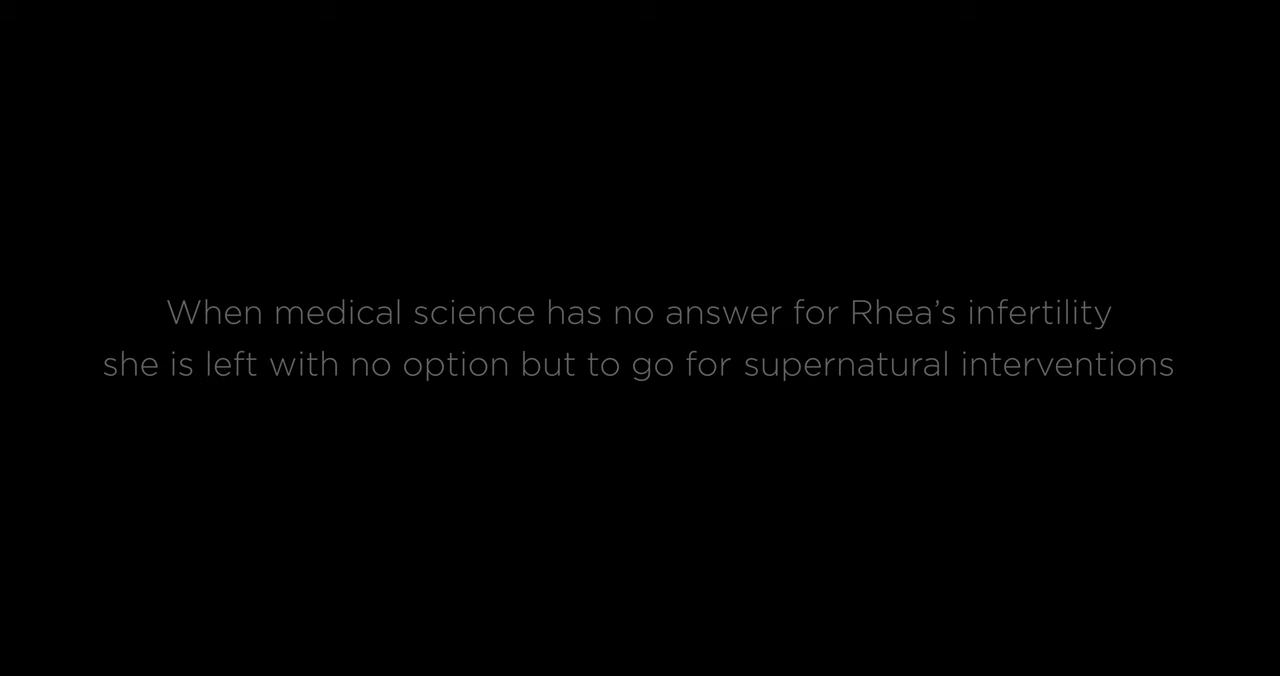 When medical science has no answer for Rhea’s infertility
she is left with no option but to go for supernatural interventions